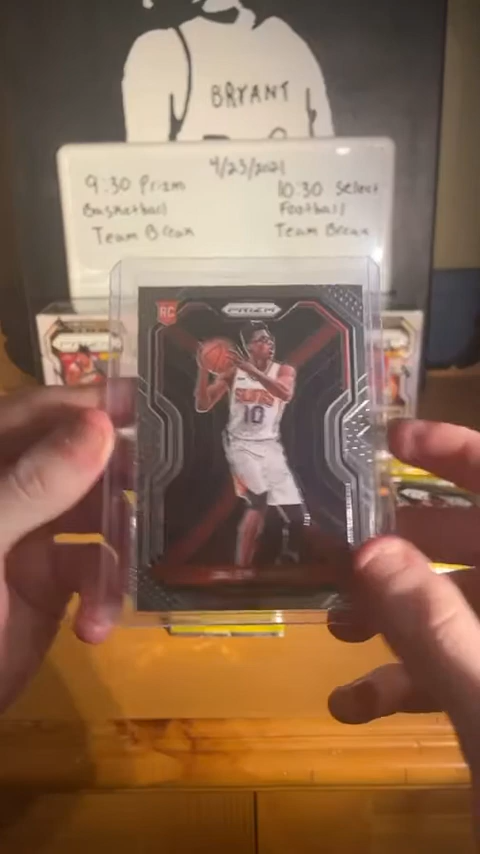 BRYANT
4/23/2021
9:30 Prizm
Basketball
Team Break
10:30 Select
Football
Team Break
RC
PRIZM
SUNS
10